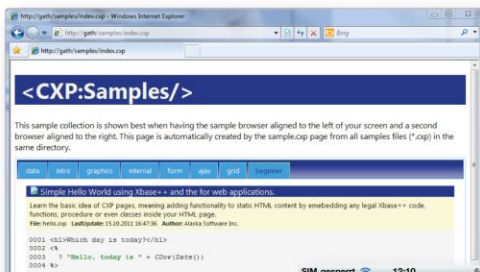 http://gath/samples/index.cxp - Windows Internet Explorer
http://gath/samples/index.cxp
Bing
http://gath/samples/index.cxp
<CXP:Samples/>
This sample collection is shown best when having the sample browser aligned to the left of your screen and a second
browser aligned to the right. This page is automatically created by the sample.cxp page from all samples files (*.cxp) in the
same directory.
data intro graphics internal form ajax grid beginner
Simple Hello World using Xbase++ and the for web applications.
Learn the basic idea of CXP pages, meaning adding functionality to static HTML content by emebedding any legal Xbase++ code,
functions, procedure or even classes inside your HTML page.
File: hello.cxp LastUpdate: 15.10.2011 16:47:36 Author: Alaska Software Inc.
0001 <h1>Which day is today?</h1>
0002 <%
0003 ? "Hello, today is " + CDow(Date())
0004 %>
SIM gesperrt 12:10